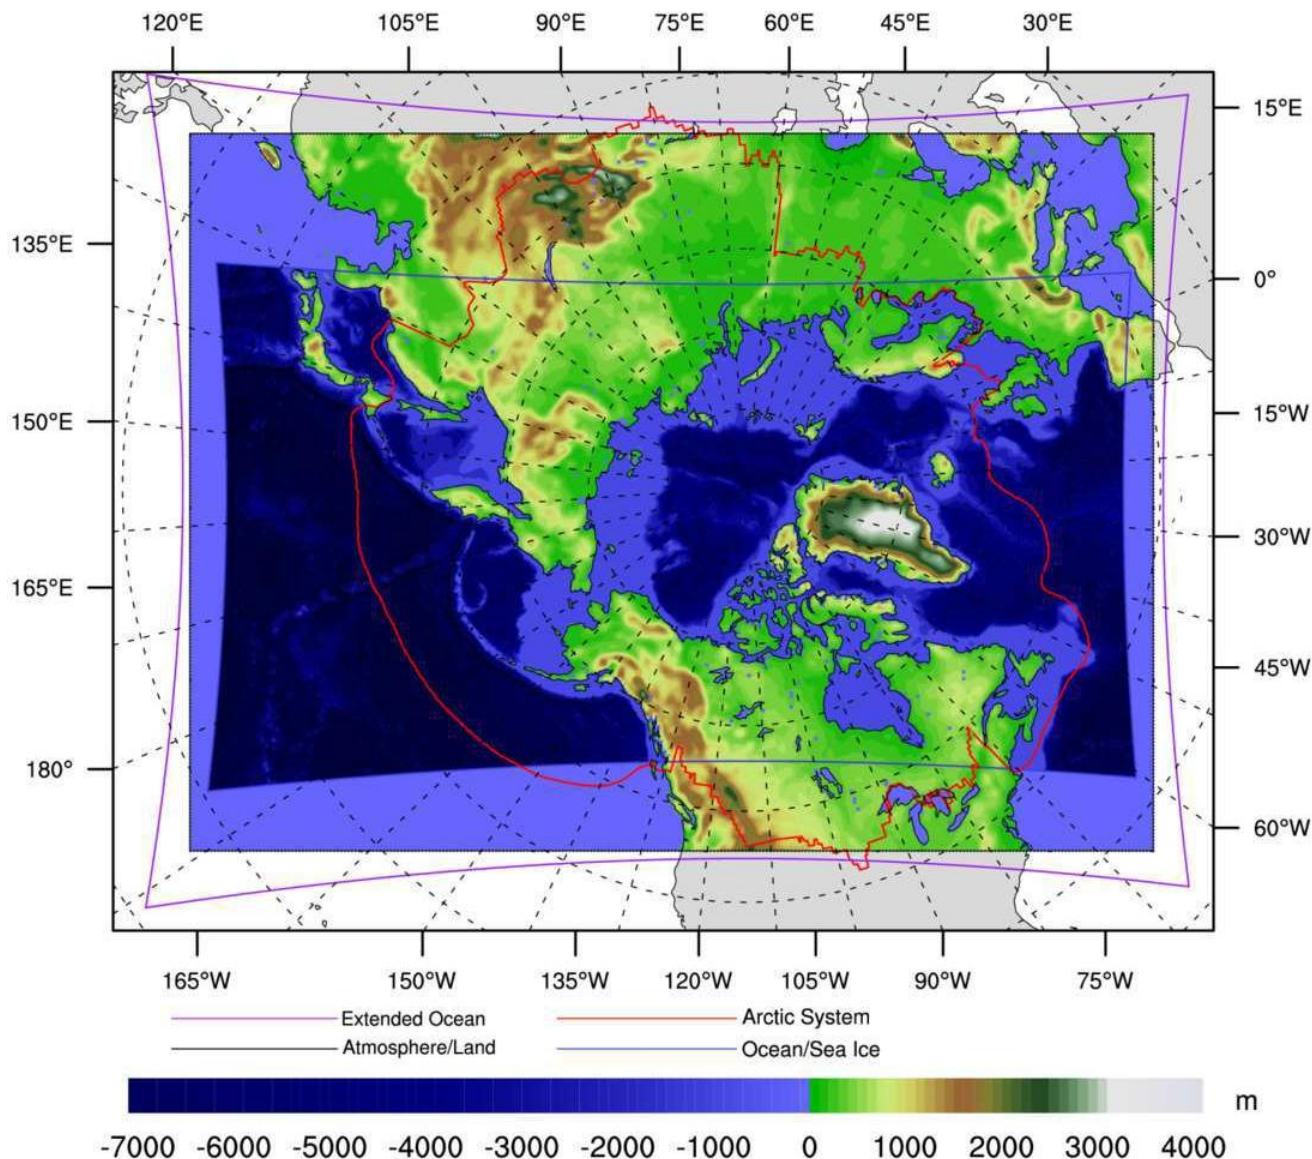 120°E 105°E 90°E 75°E 60°E 45°E 30°E
15°E
135°E
0°
150°E
15°W
30°W
165°E
45°W
180°
60°W
165°W 150°W 135°W 120°W 105°W 90°W 75°W
Extended Ocean Arctic System
Atmosphere/Land Ocean/Sea Ice
m
-7000 -6000 -5000 -4000 -3000 -2000 -1000 0 1000 2000 3000 4000